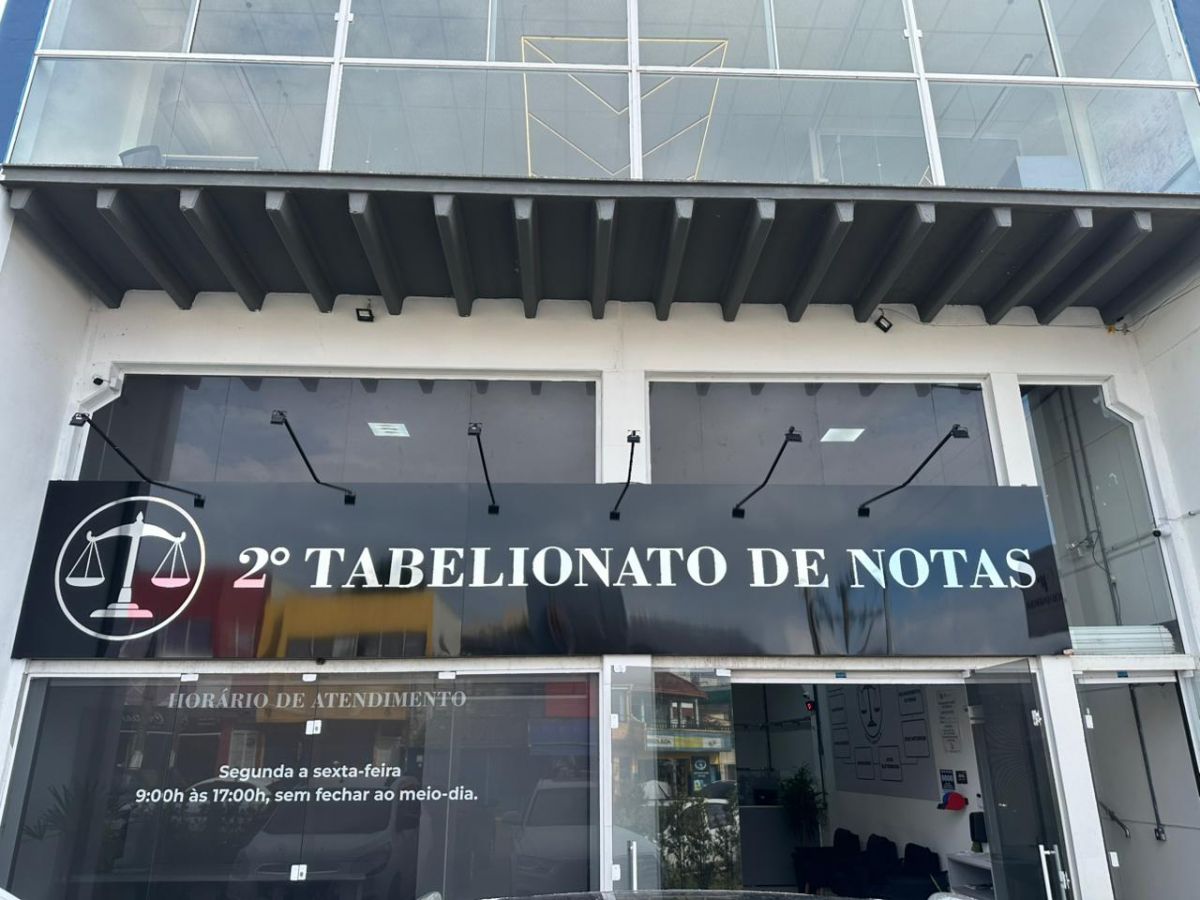 2º TABELIONATO DE NOTAS
HORÁRIO DE ATENDIMENTO
Segunda a sexta-feira
9:00h às 17:00h, sem fechar ao meio-dia.